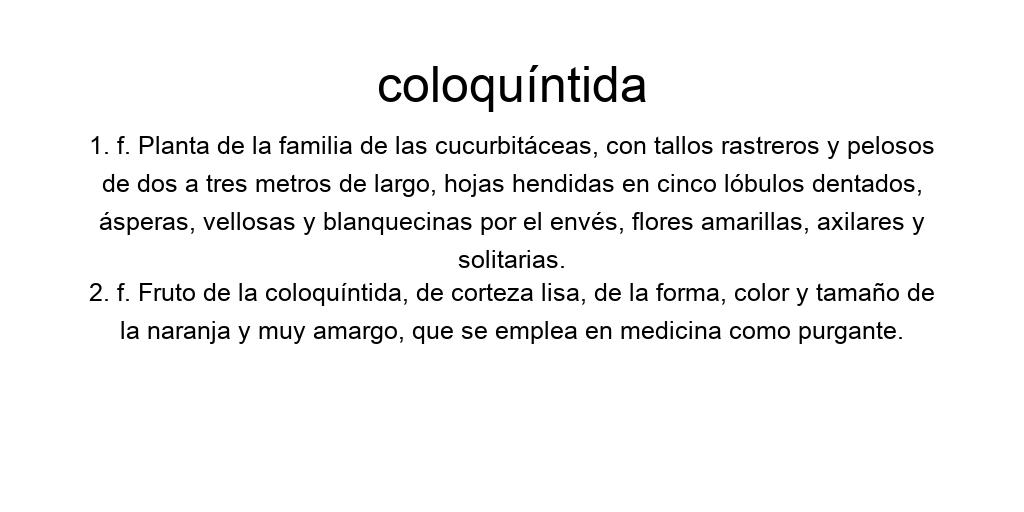 coloquíntida
1. f. Planta de la familia de las cucurbitáceas, con tallos rastreros y pelosos
de dos a tres metros de largo, hojas hendidas en cinco lóbulos dentados,
ásperas, vellosas y blanquecinas por el envés, flores amarillas, axilares y
solitarias.
2. f. Fruto de la coloquíntida, de corteza lisa, de la forma, color y tamaño de
la naranja y muy amargo, que se emplea en medicina como purgante.